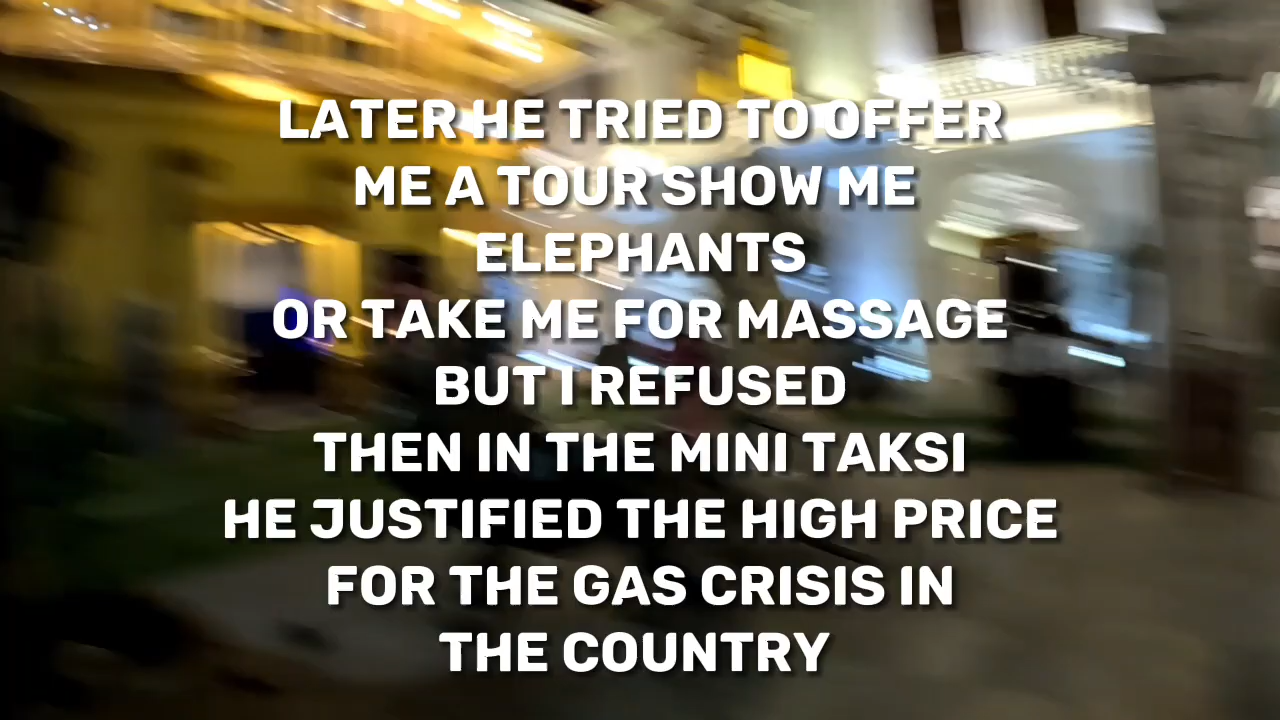 LATER HE TRIED TO OFFER
ME A TOUR SHOW ME
ELEPHANTS
OR TAKE ME FOR MASSAGE
BUT I REFUSED
THEN IN THE MINI TAKSI
HE JUSTIFIED THE HIGH PRICE
FOR THE GAS CRISIS IN
THE COUNTRY